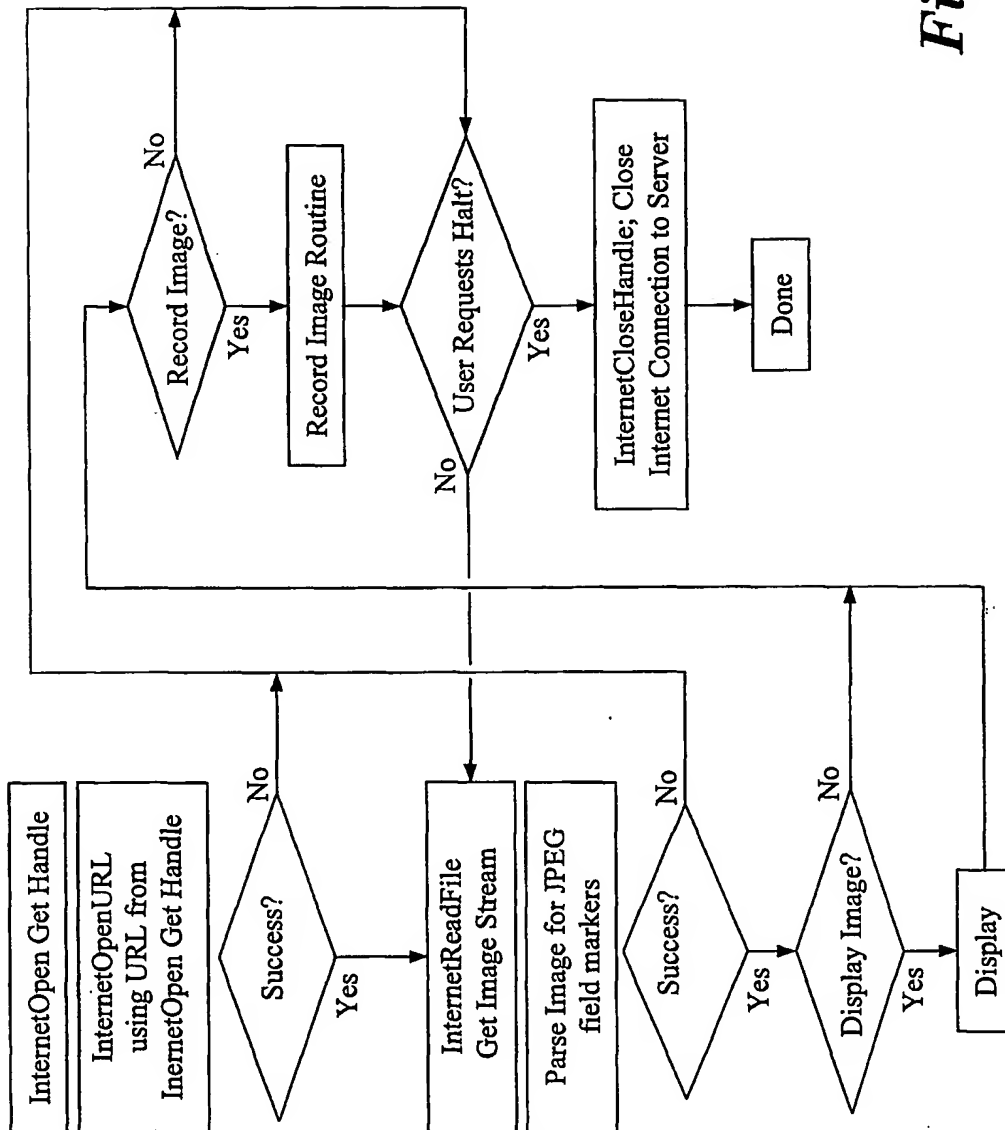 InternetOpen Get Handle
InternetOpenURL
using URL from
InernetOpen Get Handle
Success?
No
Yes
InternetReadFile
Get Image Stream
Parse Image for JPEG
field markers
Success?
No
Yes
Display Image?
No
Yes
Display
Record Image?
No
Yes
Record Image Routine
User Requests Halt?
No
Yes
InternetCloseHandle; Close
Internet Connection to Server
Done